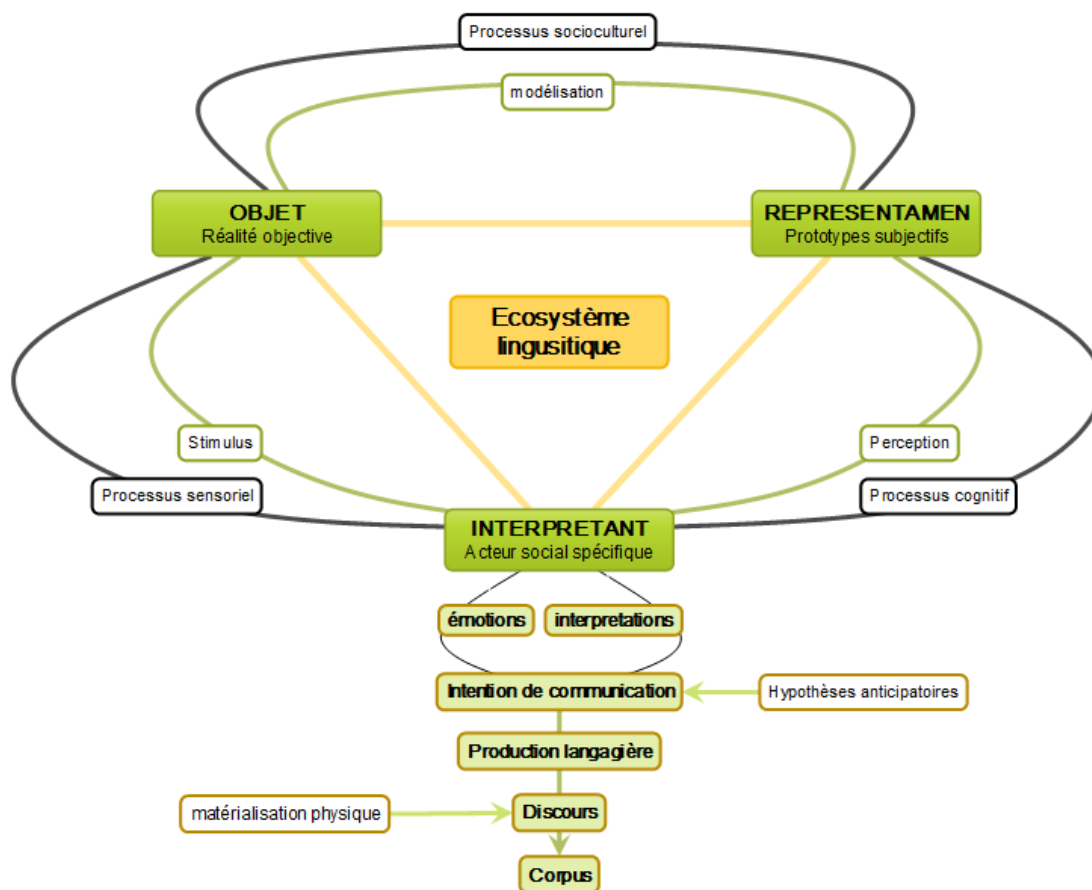 Processus socioculturel
modélisation
OBJET
Réalité objective
REPRESENTAMEN
Prototypes subjectifs
Ecosystème
lingusitique
Stimulus
Perception
Processus sensoriel
Processus cognitif
INTERPRETANT
Acteur social spécifique
émotions
interpretations
Intention de communication
Hypothèses anticipatoires
Production langagière
matérialisation physique
Discours
Corpus